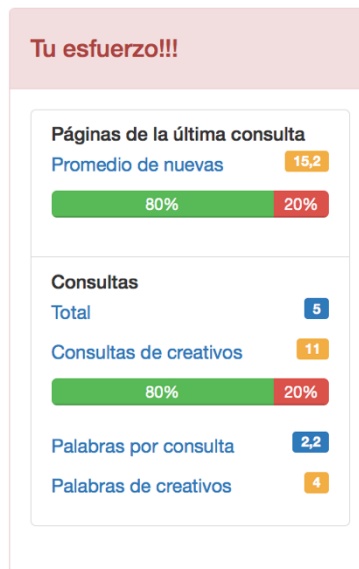 Tu esfuerzo!!!
Páginas de la última consulta
Promedio de nuevas 15,2
80% 20%
Consultas
Total 5
Consultas de creativos 11
80% 20%
Palabras por consulta 2,2
Palabras de creativos 4